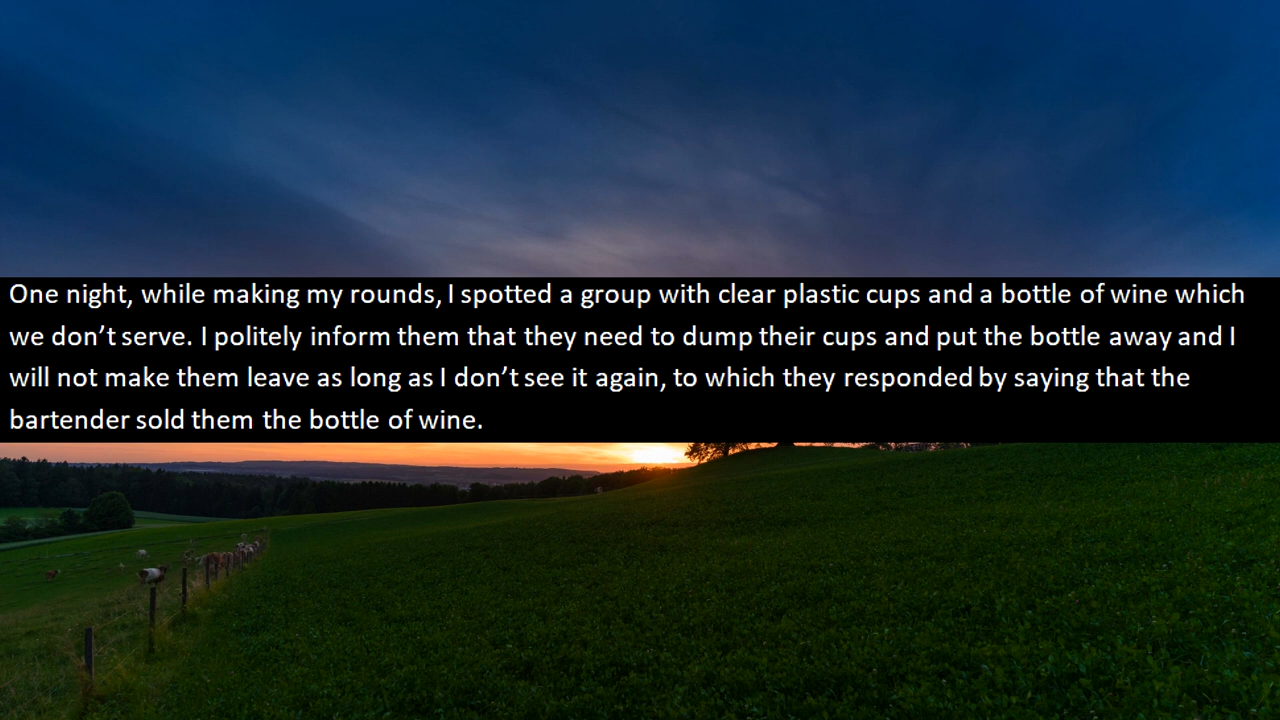 One night, while making my rounds, I spotted a group with clear plastic cups and a bottle of wine which
we don’t serve. I politely inform them that they need to dump their cups and put the bottle away and I
will not make them leave as long as I don’t see it again, to which they responded by saying that the
bartender sold them the bottle of wine.